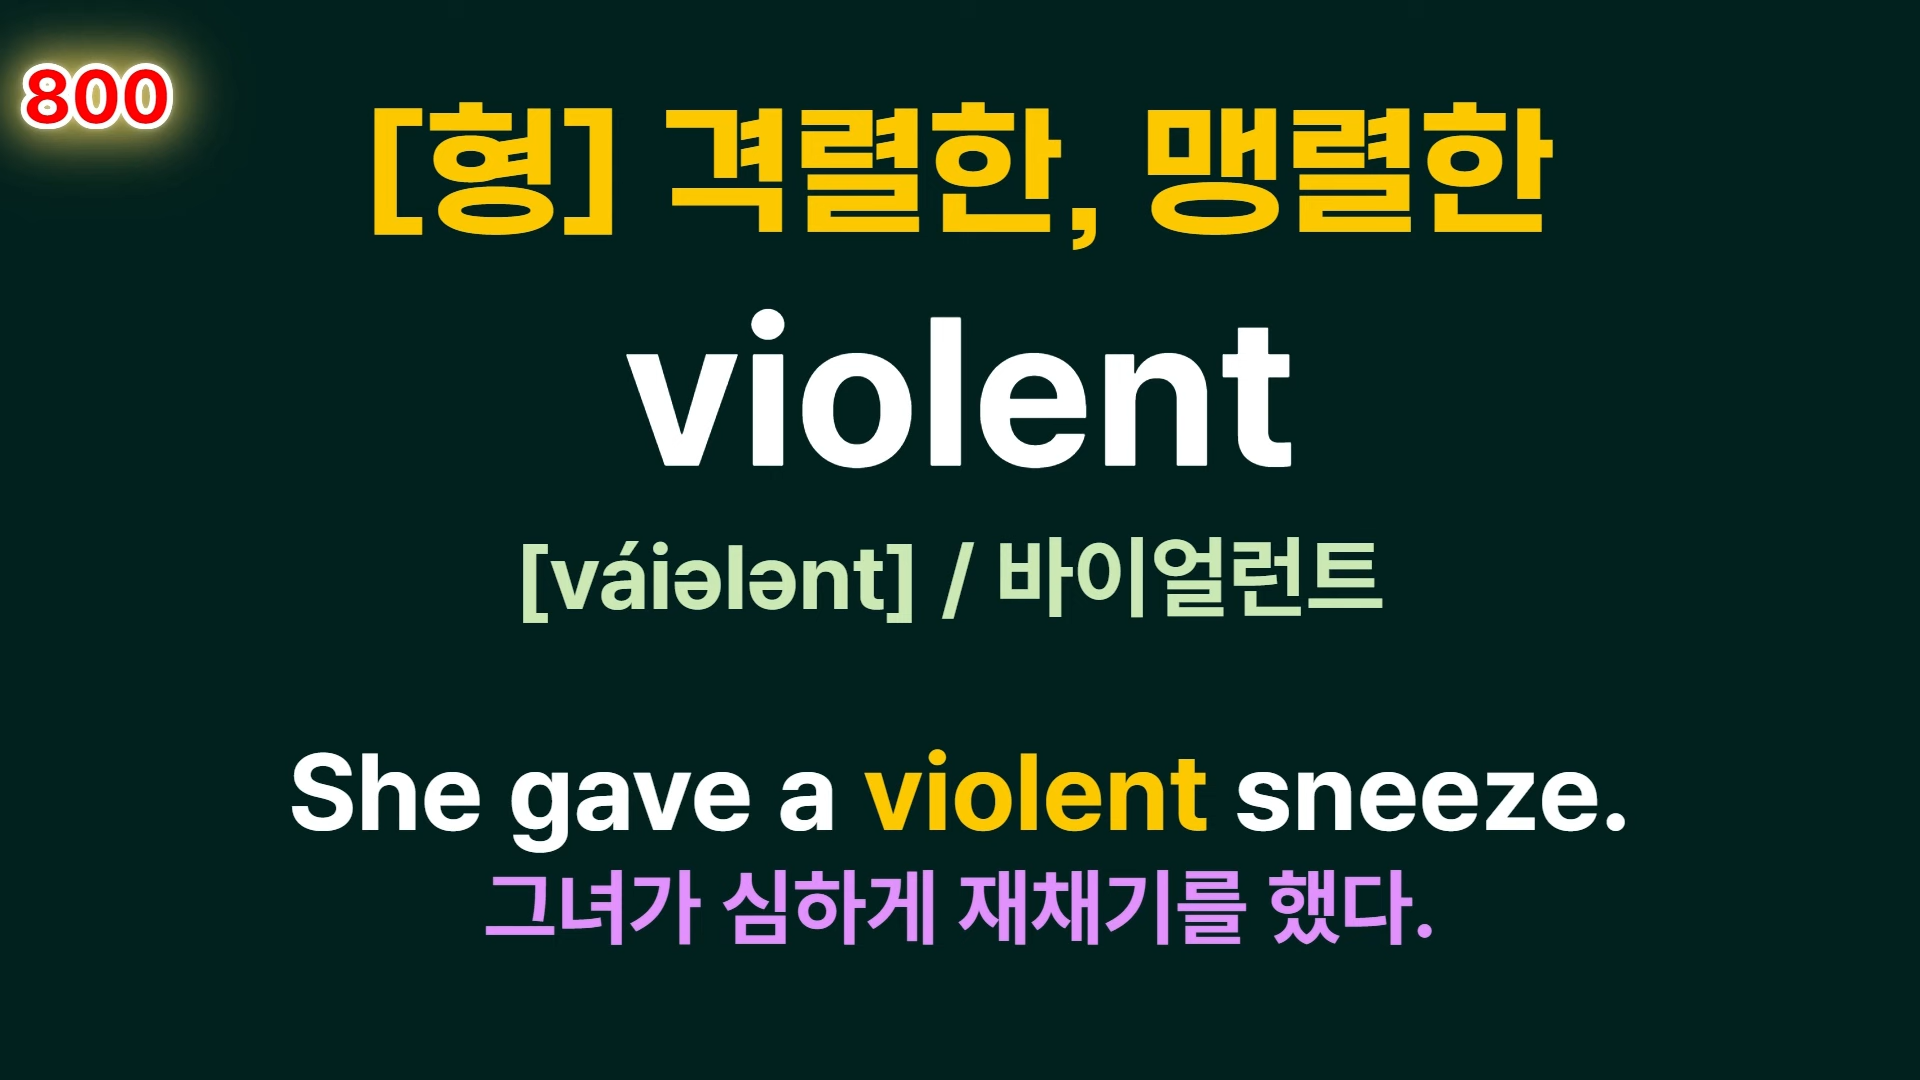 800
[형] 격렬한, 맹렬한
violent
[váiələnt] / 바이얼런트
She gave a violent sneeze.
그녀가 심하게 재채기를 했다.